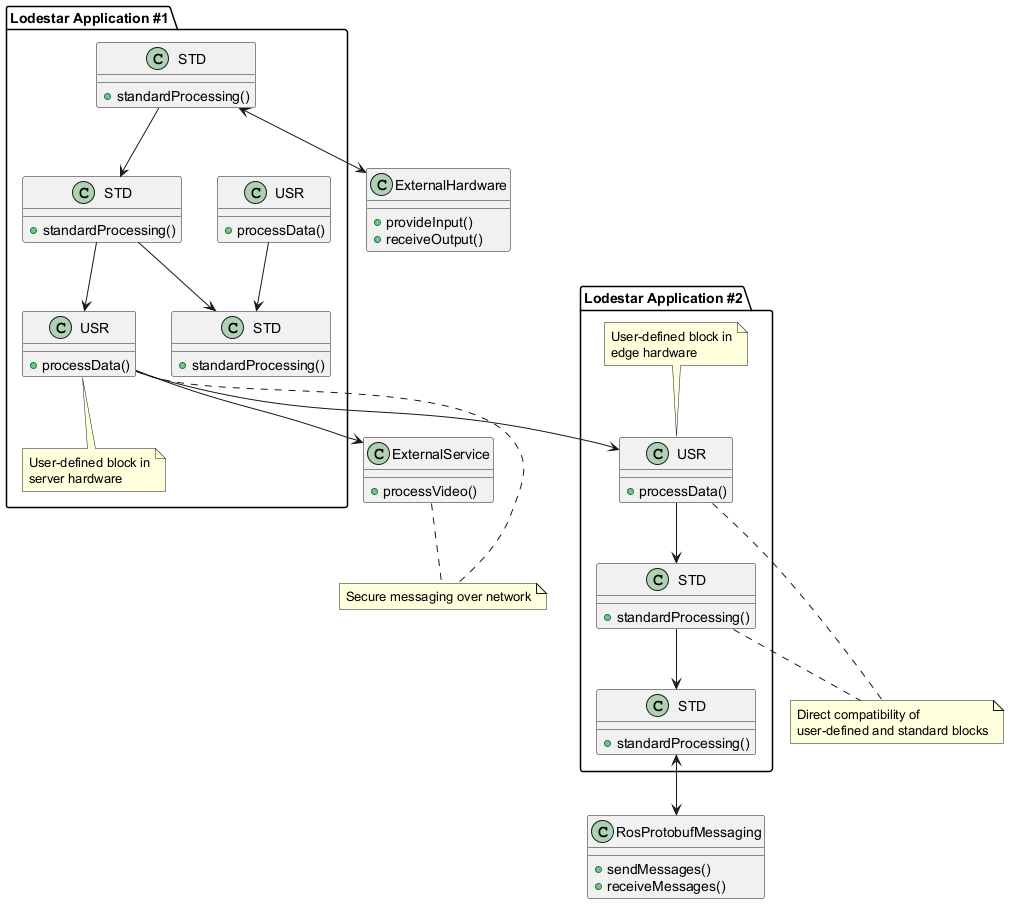 Lodestar Application #1
C STD
standardProcessing()
C STD
standardProcessing()
C USR
processData()
C ExternalHardware
provideInput()
receiveOutput()
C USR
processData()
C STD
standardProcessing()
User-defined block in
server hardware
C ExternalService
processVideo()
Secure messaging over network
Lodestar Application #2
User-defined block in
edge hardware
C USR
processData()
C STD
standardProcessing()
C STD
standardProcessing()
Direct compatibility of
user-defined and standard blocks
C RosProtobufMessaging
sendMessages()
receiveMessages()